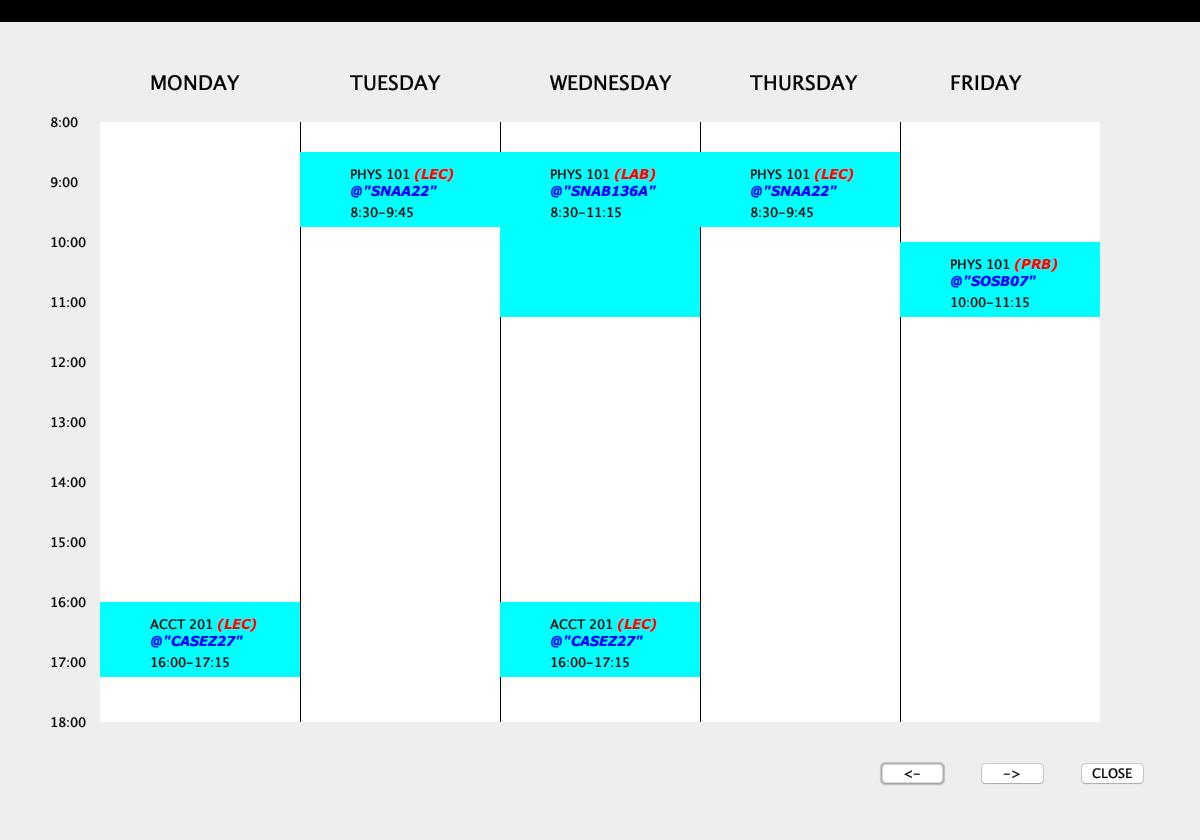 MONDAY TUESDAY WEDNESDAY THURSDAY FRIDAY
8:00
9:00
10:00
11:00
12:00
13:00
14:00
15:00
16:00
17:00
18:00
ACCT 201 (LEC)
@"CASEZ27"
16:00-17:15
PHYS 101 (LEC)
@"SNAA22"
8:30-9:45
PHYS 101 (LAB)
@"SNAB136A"
8:30-11:15
ACCT 201 (LEC)
@"CASEZ27"
16:00-17:15
PHYS 101 (LEC)
@"SNAA22"
8:30-9:45
PHYS 101 (PRB)
@"SOSB07"
10:00-11:15
<- -> CLOSE